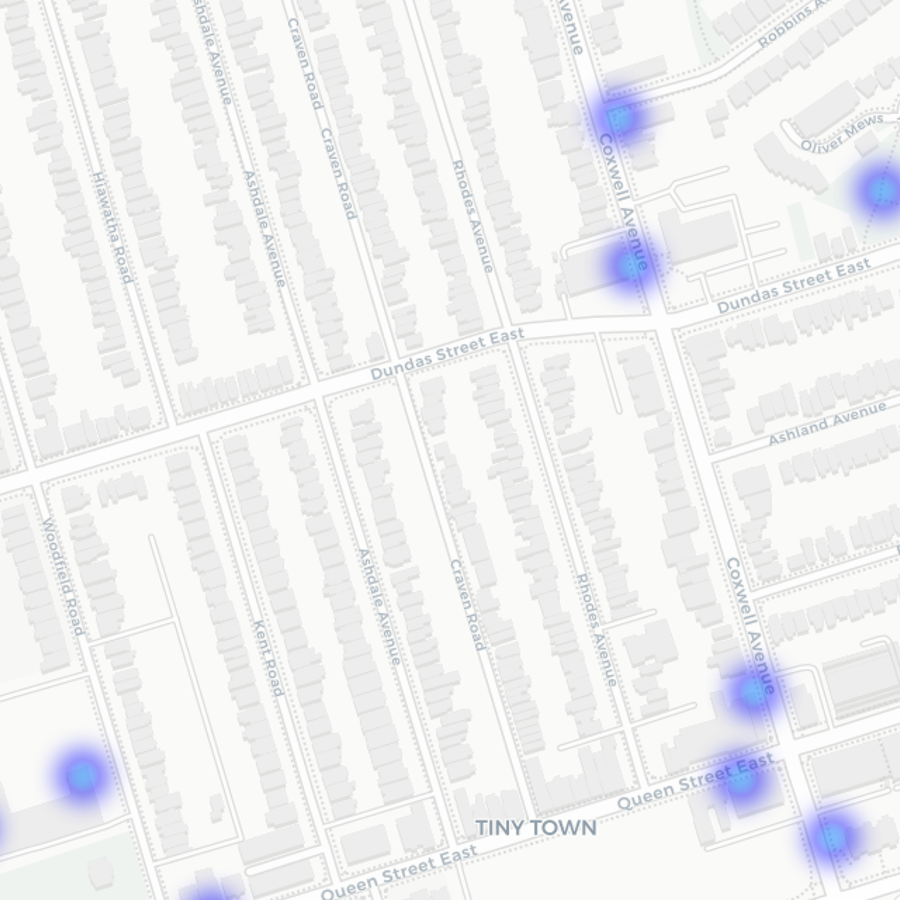 Ashdale Avenue
Craven Road
Avenue
Robbins A
Craven Road
Oliver Mews
Hiawatha Road
Ashdale Avenue
Rhodes Avenue
Coxwell Avenue
Dundas Street East
Dundas Street East
Ashland Avenue
Woodfield Road
Kent Road
Ashdale Avenue
Craven Road
Rhodes Avenue
Coxwell Avenue
Queen Street East
TINY TOWN
Queen Street East